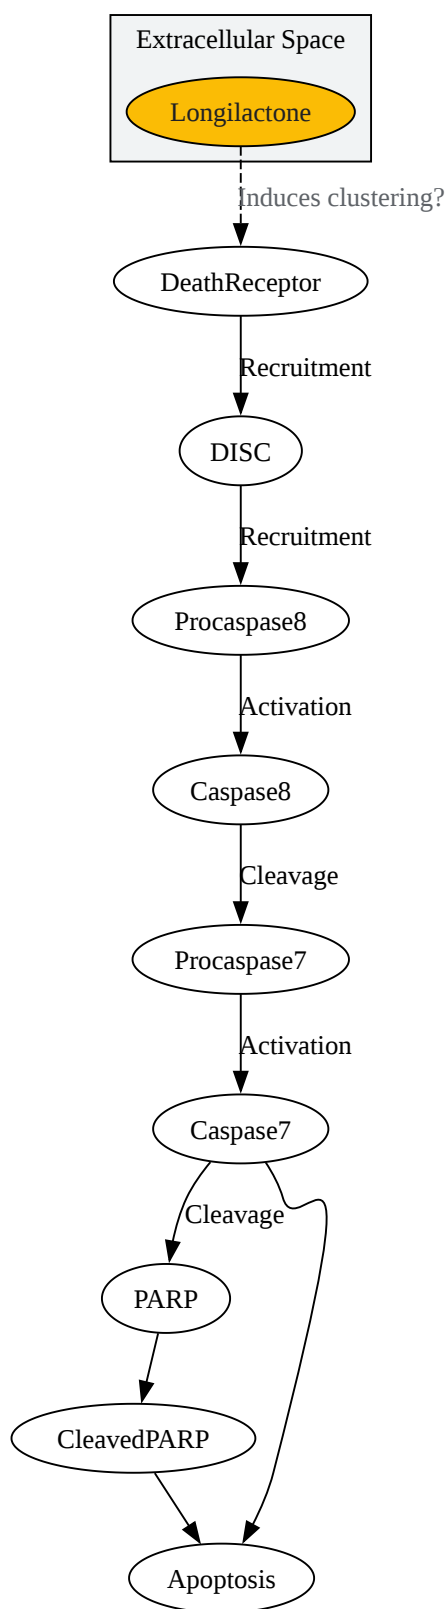 Extracellular Space
Longilactone
Induces clustering?
DeathReceptor
Recruitment
DISC
Recruitment
Procaspase8
Activation
Caspase8
Cleavage
Procaspase7
Activation
Caspase7
Cleavage
PARP
CleavedPARP
Apoptosis